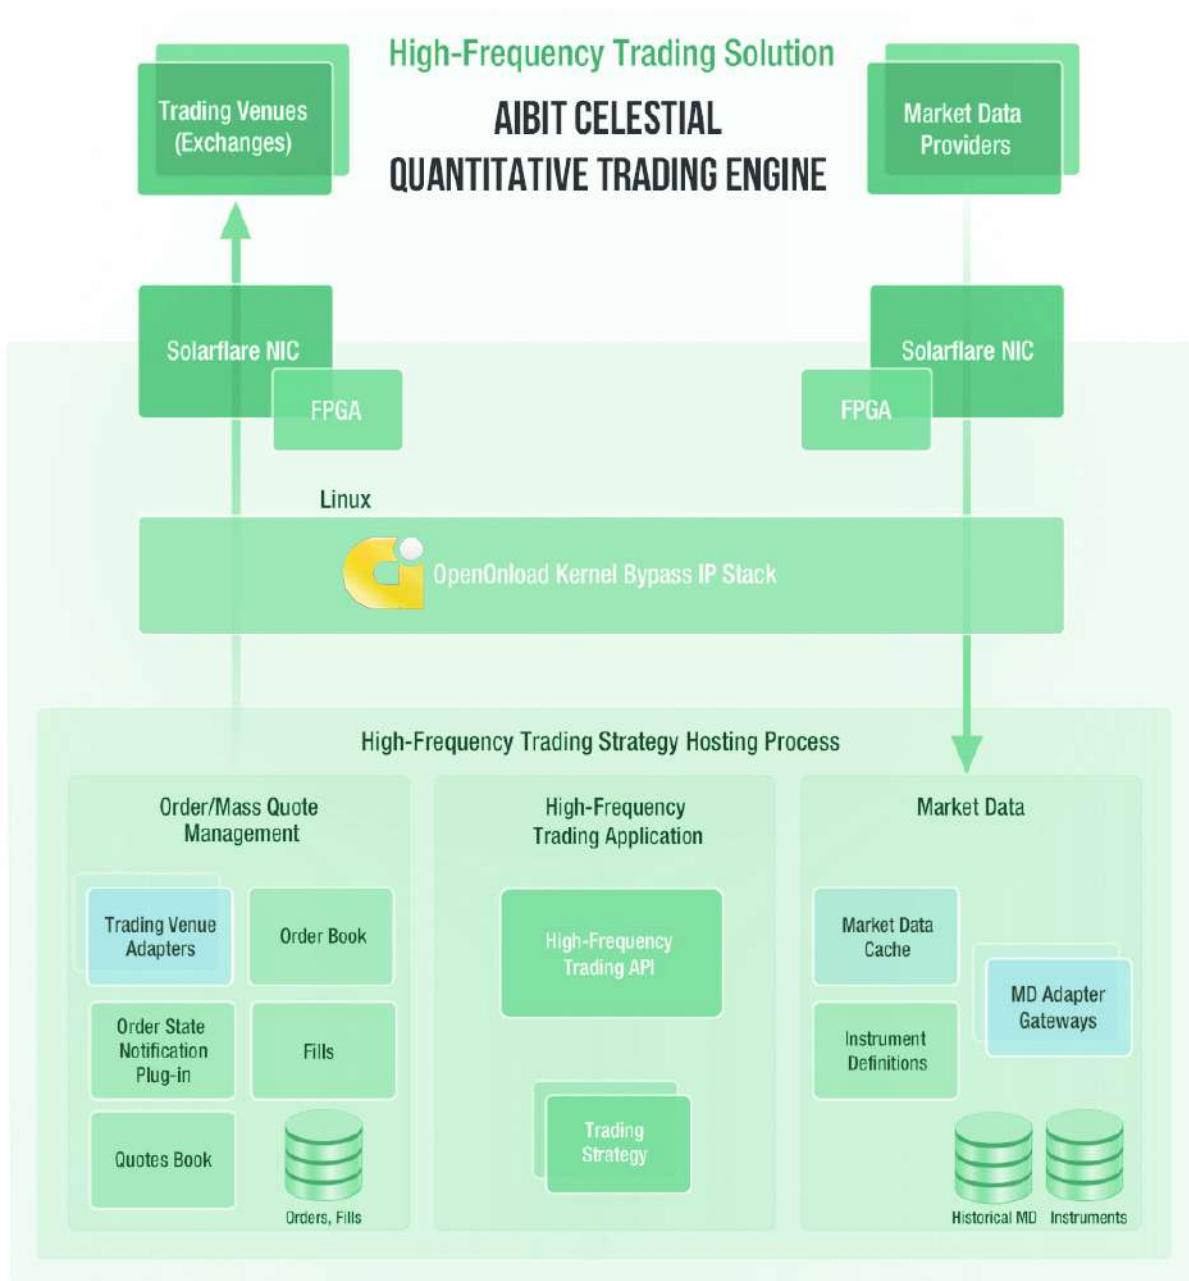 High-Frequency Trading Solution
AIBIT CELESTIAL
QUANTITATIVE TRADING ENGINE
Trading Venues
(Exchanges)
Market Data
Providers
Solarflare NIC
FPGA
Solarflare NIC
FPGA
Linux
OpenOnload Kernel Bypass IP Stack
High-Frequency Trading Strategy Hosting Process
Order/Mass Quote
Management
Trading Venue
Adapters
Order Book
Order State
Notification
Plug-in
Fills
Quotes Book
Orders, Fills
High-Frequency
Trading Application
High-Frequency
Trading API
Trading
Strategy
Market Data
Market Data
Cache
MD Adapter
Gateways
Instrument
Definitions
Historical MD
Instruments